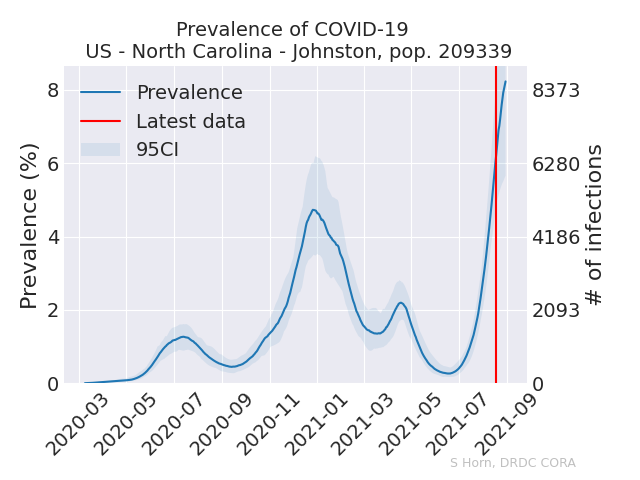 Prevalence of COVID-19
US - North Carolina - Johnston, pop. 209339
Prevalence
Latest data
95CI
Prevalence (%)
8
6
4
2
0
8373
6280
4186
2093
0
# of infections
2020-03
2020-05
2020-07
2020-09
2020-11
2021-01
2021-03
2021-05
2021-07
2021-09
S Horn, DRDC CORA